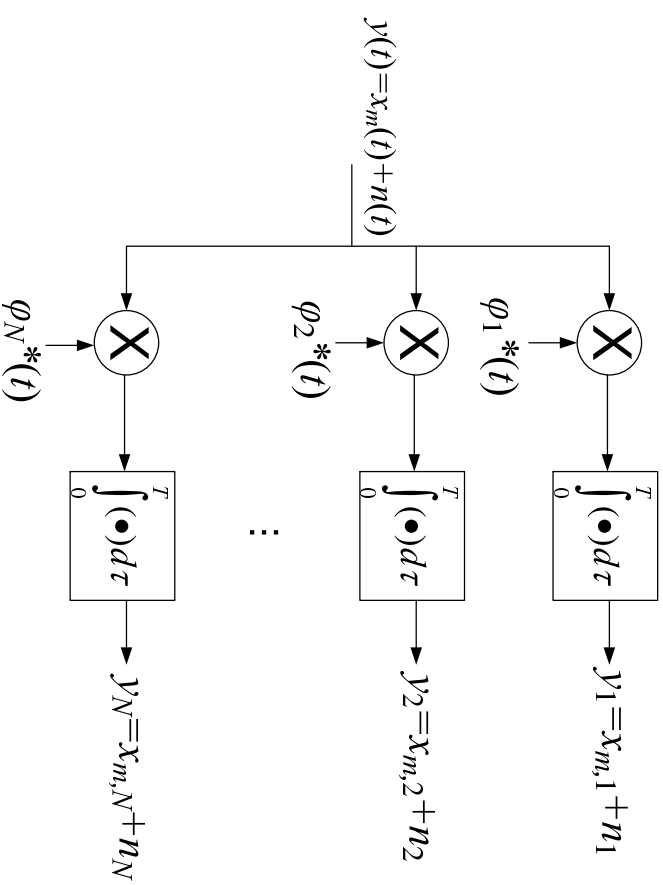 y(t)=x_m(t)+n(t)
X
φ_1*(t)
∫_0^T(•)dτ
y_1=x_{m,1}+n_1
X
φ_2*(t)
∫_0^T(•)dτ
y_2=x_{m,2}+n_2
...
X
φ_N*(t)
∫_0^T(•)dτ
y_N=x_{m,N}+n_N